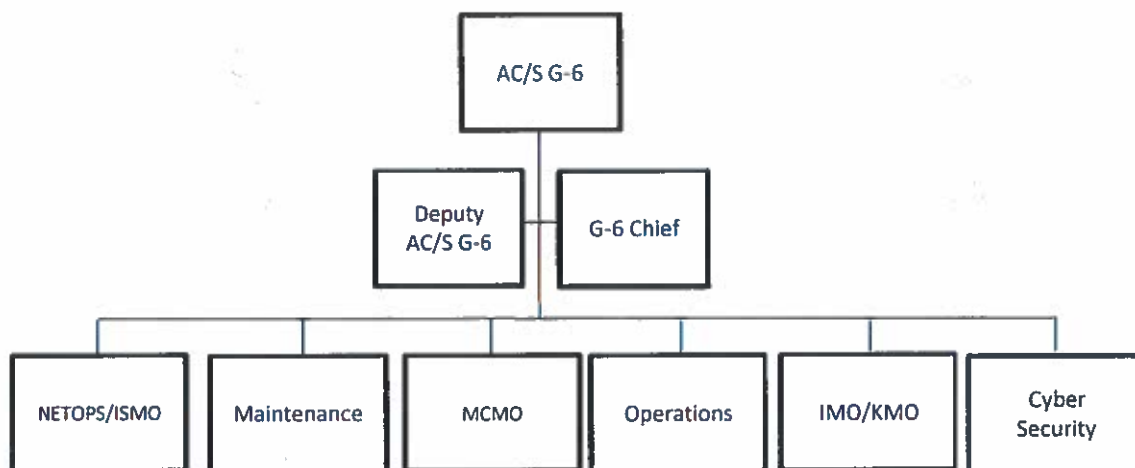 AC/S G-6
Deputy
AC/S G-6
G-6 Chief
NETOPS/ISMO
Maintenance
MCMO
Operations
IMO/KMO
Cyber
Security